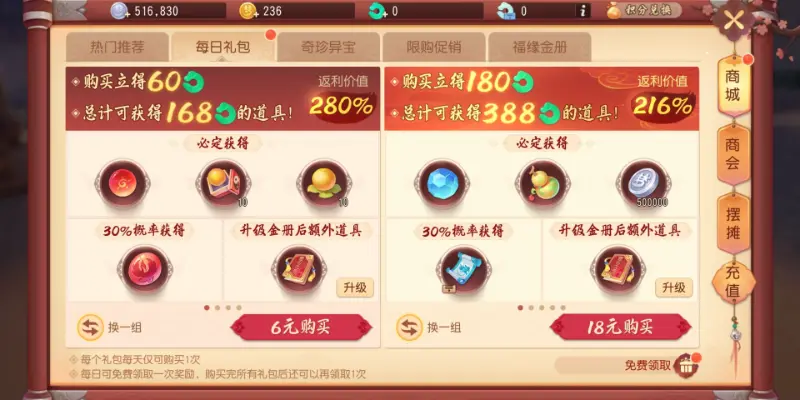 516,830
236
0
0
积分兑换
热门推荐
每日礼包
奇珍异宝
限购促销
福缘金册
商城
商会
摆摊
充值
购买立得60
返利价值
总计可获得168的道具!
280%
必定获得
10
10
30%概率获得
升级金册后额外道具
升级
换一组
6元购买
购买立得180
返利价值
总计可获得388的道具!
216%
必定获得
500000
30%概率获得
升级金册后额外道具
升级
换一组
18元购买
每个礼包每天仅可购买1次
每日可免费领取一次奖励，购买完所有礼包后还可以再领取1次
免费领取